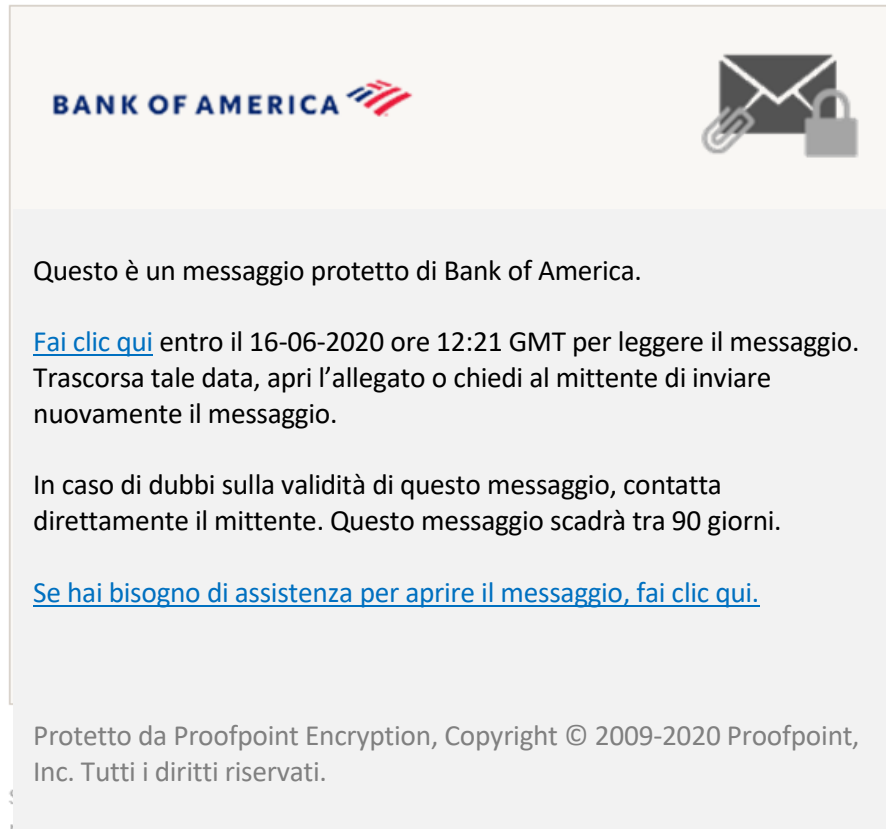 BANK OF AMERICA
Questo è un messaggio protetto di Bank of America.
Fai clic qui entro il 16-06-2020 ore 12:21 GMT per leggere il messaggio.
Trascorsa tale data, apri l’allegato o chiedi al mittente di inviare
nuovamente il messaggio.
In caso di dubbi sulla validità di questo messaggio, contatta
direttamente il mittente. Questo messaggio scadrà tra 90 giorni.
Se hai bisogno di assistenza per aprire il messaggio, fai clic qui.
Protetto da Proofpoint Encryption, Copyright © 2009-2020 Proofpoint,
Inc. Tutti i diritti riservati.